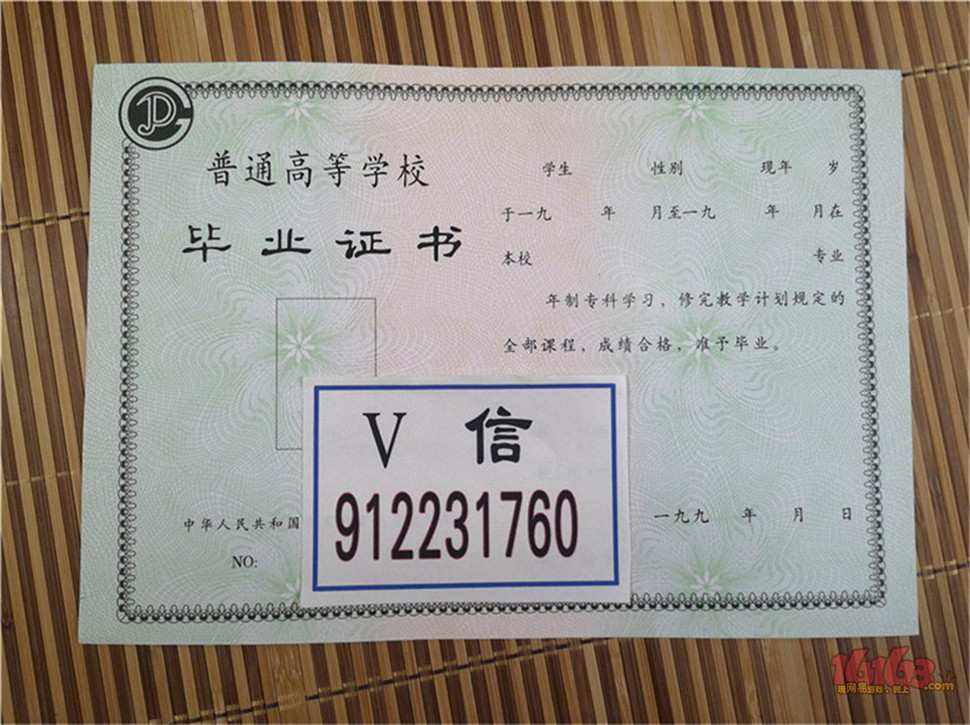 普通高等学校
毕业证书
学生 性别 现年 岁
于一九 年 月至一九 年 月在
本校 专业
年制专科学习、修完教学计划规定的
全部课程，成绩合格，准予毕业。
V 信
912231760
中华人民共和国
一九九 年 月 日
NO:
16163
.com